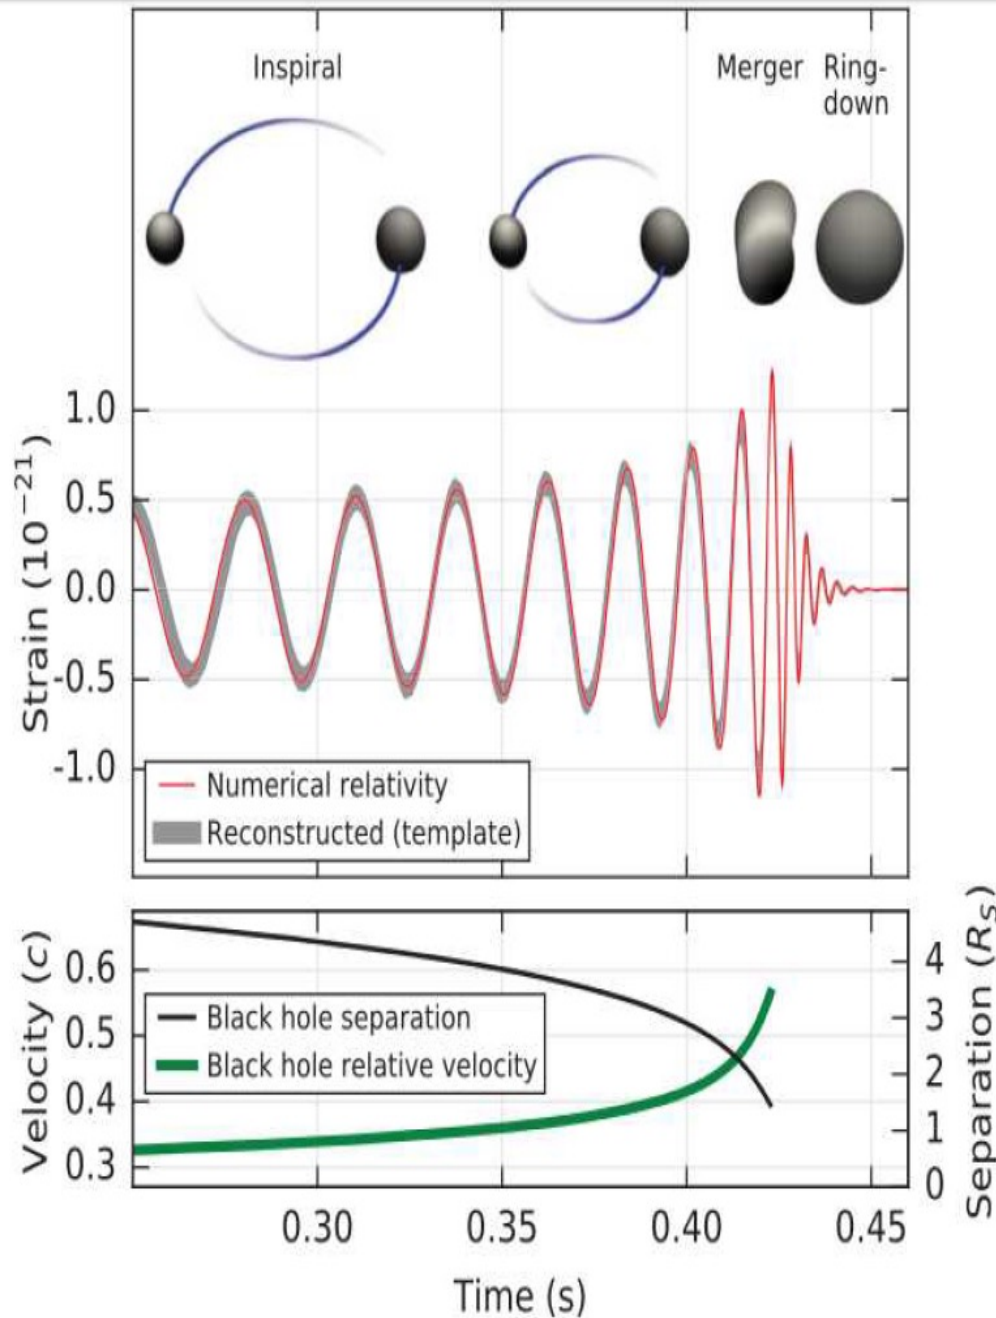 Inspiral
Merger
Ring-
down
Strain (10−21)
1.0
0.5
0.0
-0.5
-1.0
Numerical relativity
Reconstructed (template)
Velocity (c)
0.6
0.5
0.4
0.3
Black hole separation
Black hole relative velocity
4
3
2
1
0
Separation (RS)
0.30
0.35
0.40
0.45
Time (s)